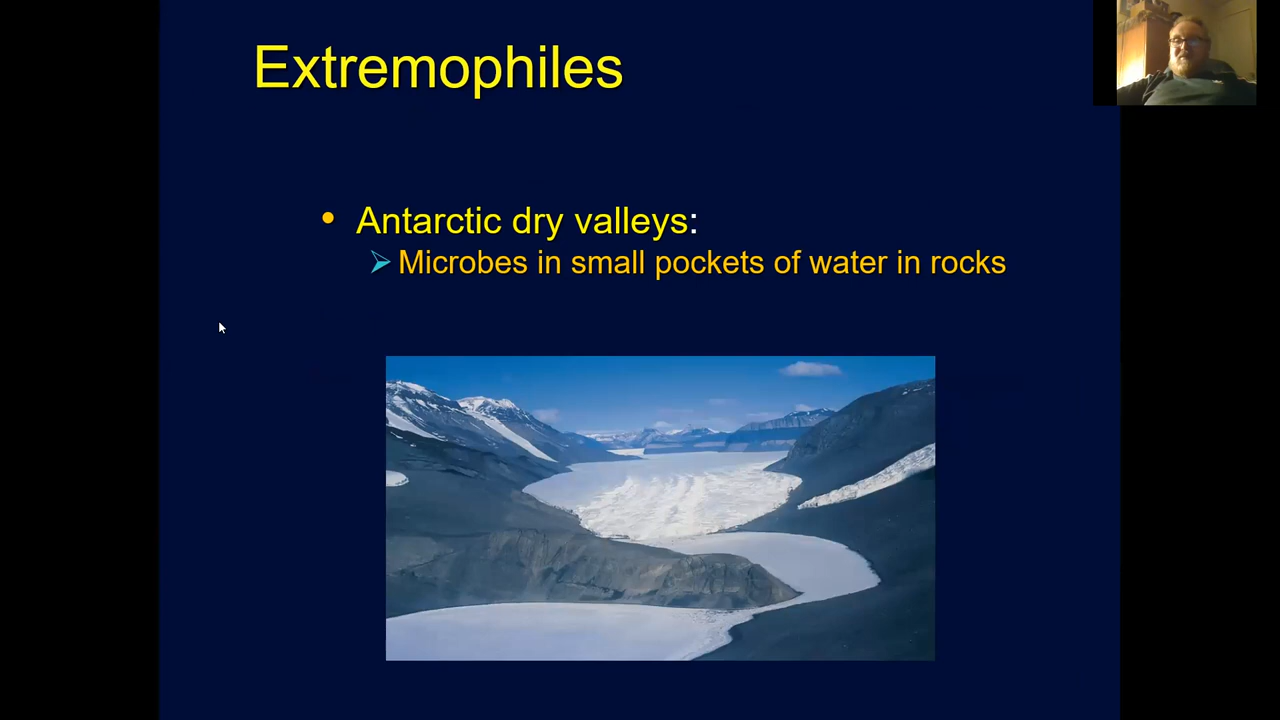 Extremophiles
Antarctic dry valleys:
Microbes in small pockets of water in rocks